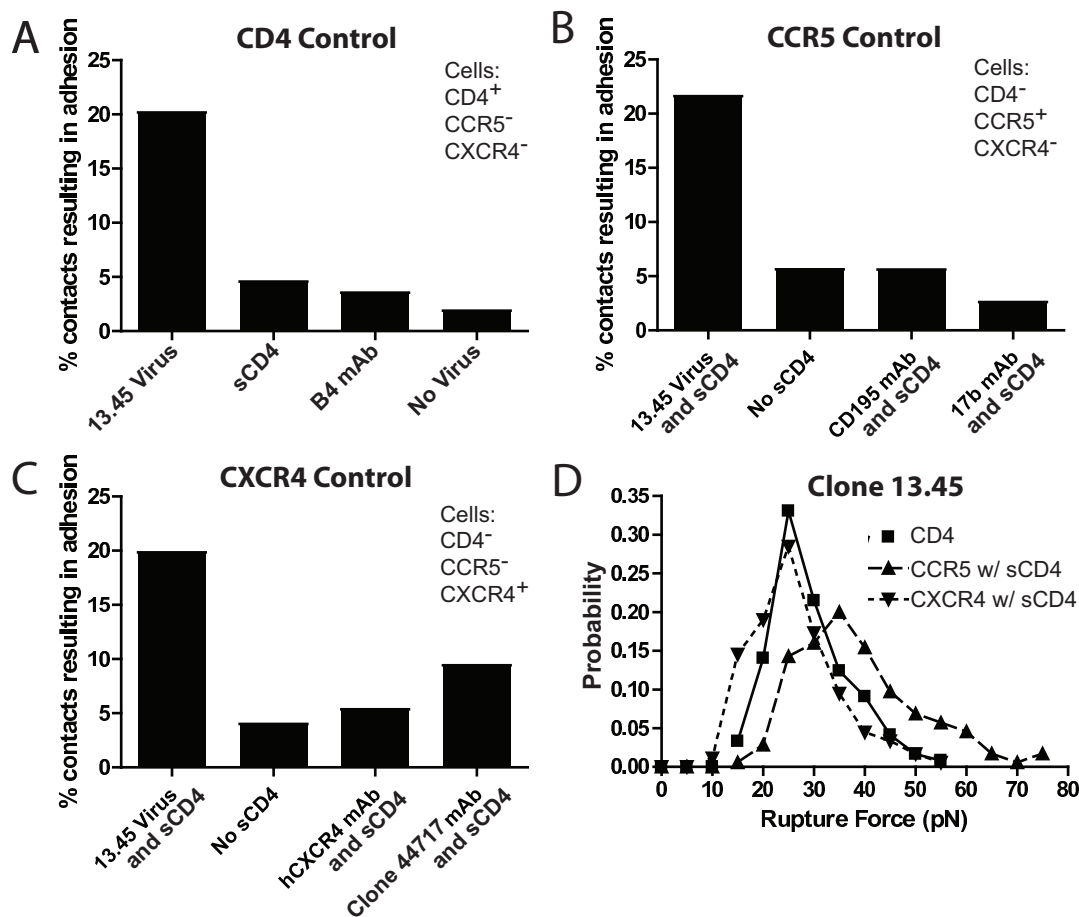 A
CD4 Control
% contacts resulting in adhesion
25
20
15
10
5
0
Cells:
CD4+
CCR5-
CXCR4-
13.45 Virus
sCD4
B4 mAb
No Virus
B
CCR5 Control
% contacts resulting in adhesion
25
20
15
10
5
0
Cells:
CD4-
CCR5+
CXCR4-
13.45 Virus
and sCD4
No sCD4
CD195 mAb
and sCD4
17b mAb
and sCD4
C
CXCR4 Control
% contacts resulting in adhesion
25
20
15
10
5
0
Cells:
CD4-
CCR5-
CXCR4+
13.45 Virus
and sCD4
No sCD4
hCXCR4 mAb
and sCD4
Clone 44717 mAb
and sCD4
D
Clone 13.45
Probability
0.35
0.30
0.25
0.20
0.15
0.10
0.05
0.00
CD4
CCR5 w/ sCD4
CXCR4 w/ sCD4
0 10 20 30 40 50 60 70 80
Rupture Force (pN)